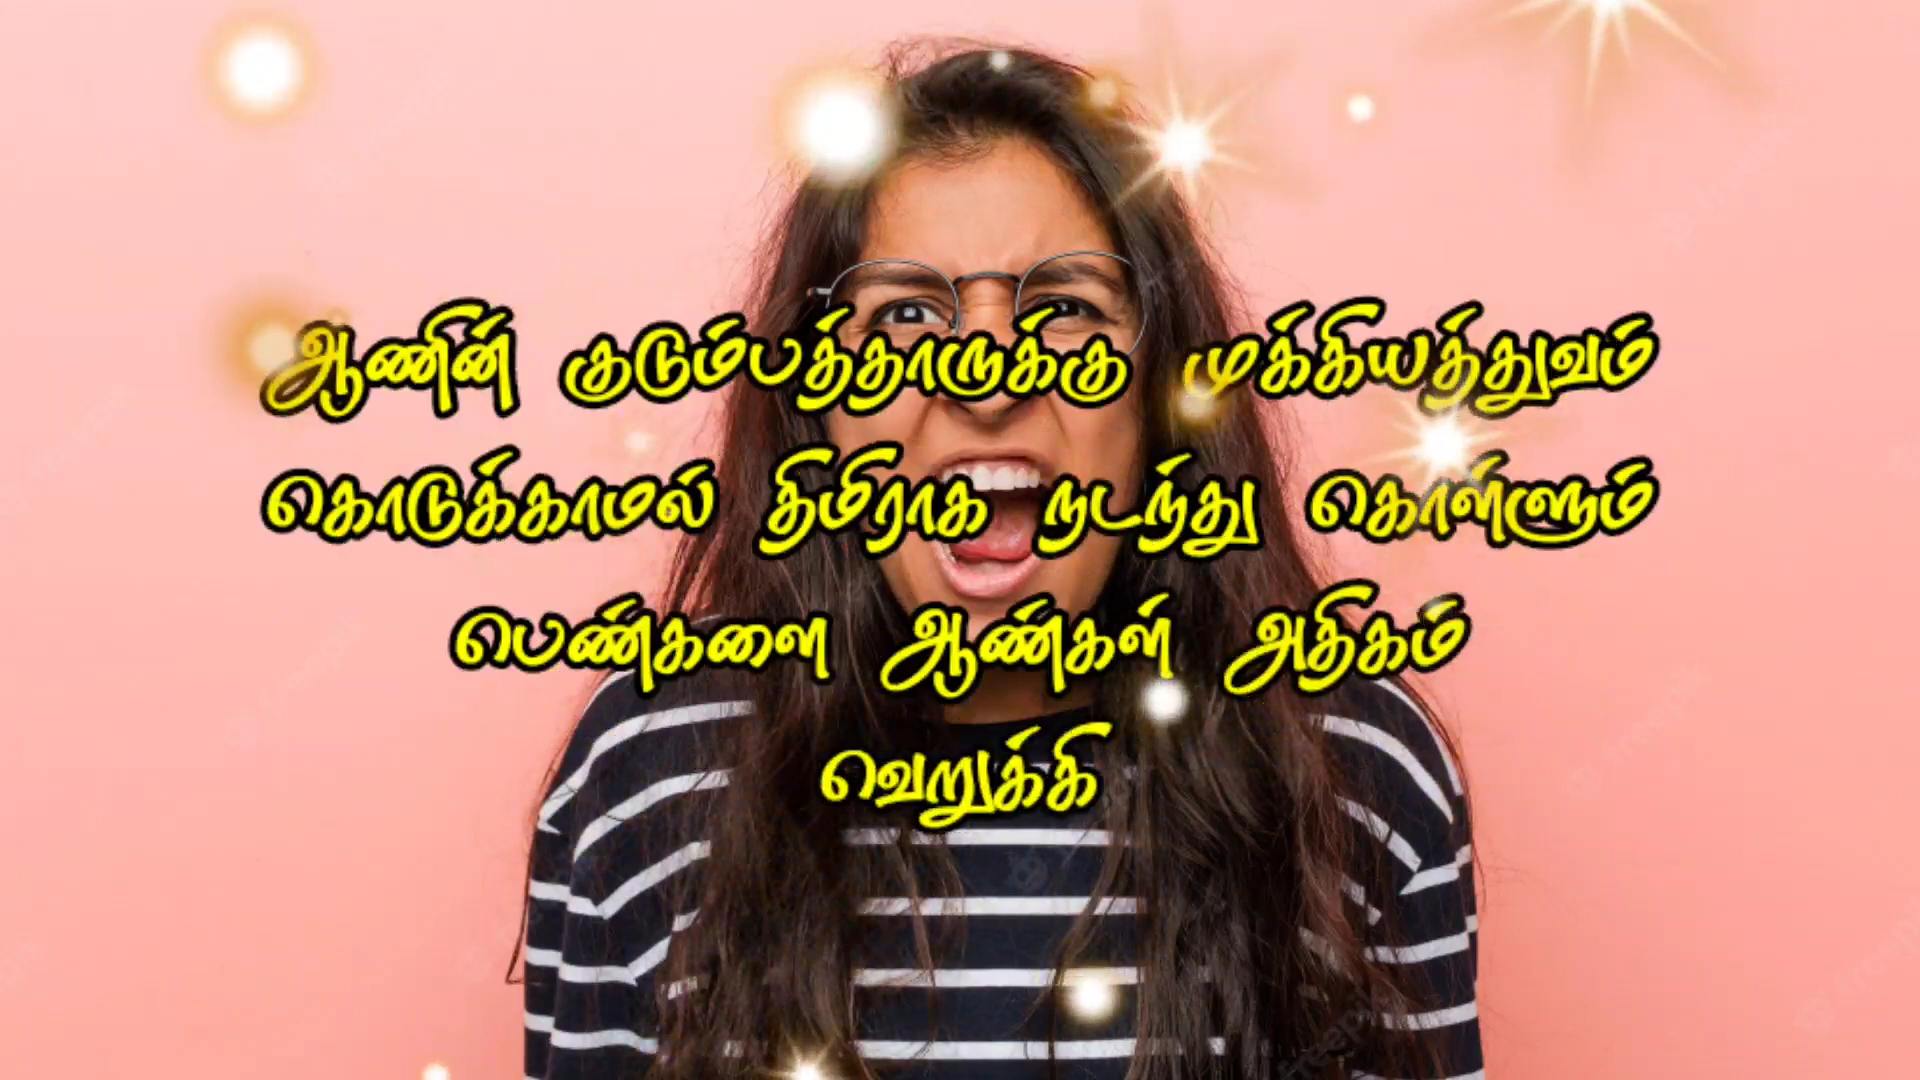 ஆணின் குடும்பத்தாருக்கு முக்கியத்துவம்
கொடுக்காமல் திமிராக நடந்து கொள்ளும்
பெண்களை ஆண்கள் அதிகம்
வெறுக்கி